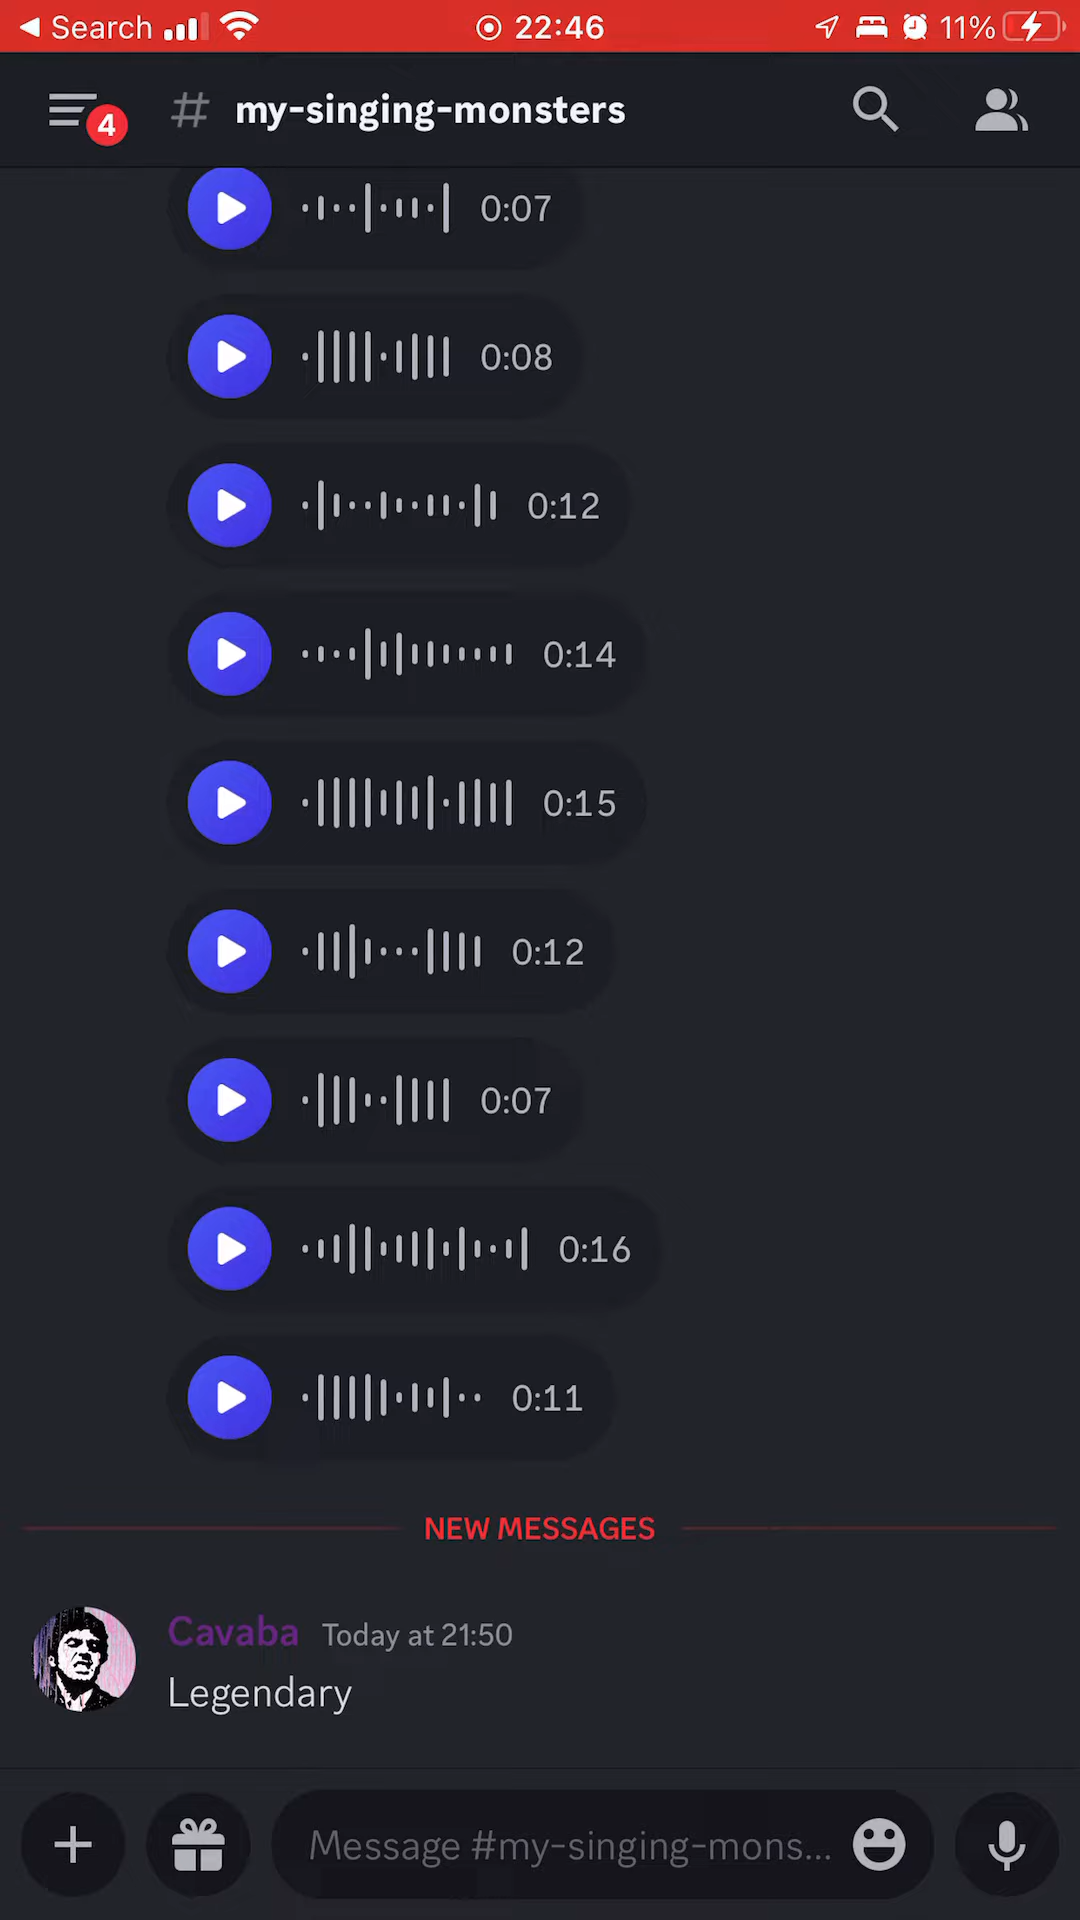 Search 22:46 11%
4 # my-singing-monsters
0:07
0:08
0:12
0:14
0:15
0:12
0:07
0:16
0:11
NEW MESSAGES
Cavaba Today at 21:50
Legendary
Message #my-singing-mons...